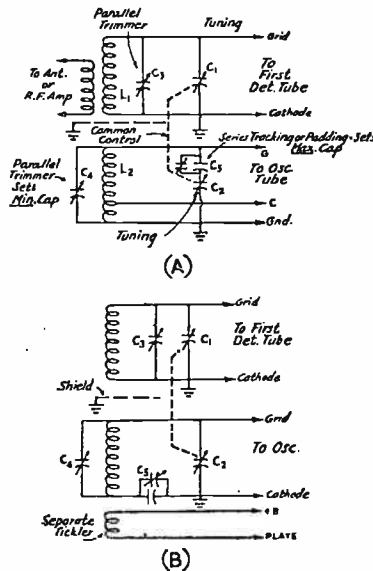 Parallel
Trimmer
Tuning
Grid
To Ant.
or
R.F. Amp
L1
C3
C1
To
First
Det. Tube
Cathode
Common
Control
Series Tracking or Padding-Sets
Max. Cap
G
Parallel
Trimmer
Sets
Min. Cap
C4
L2
C5
C2
To Osc.
Tube
Tuning
C
Gnd.
(A)
Grid
C3
C1
To First
Det. Tube
Cathode
Shield
Grid
C4
C5
C2
To Osc.
Cathode
Separate
Tickler
+B
PLATE
(B)